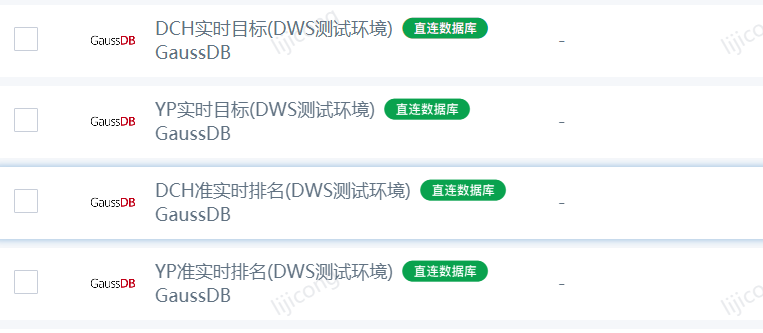 DCH实时目标(DWS测试环境) 直连数据库
GaussDB GaussDB -
YP实时目标(DWS测试环境) 直连数据库
GaussDB GaussDB -
DCH准实时排名(DWS测试环境) 直连数据库
GaussDB GaussDB -
YP准实时排名(DWS测试环境) 直连数据库
GaussDB GaussDB -
lijicong
lijicong
lijicong
lijicong